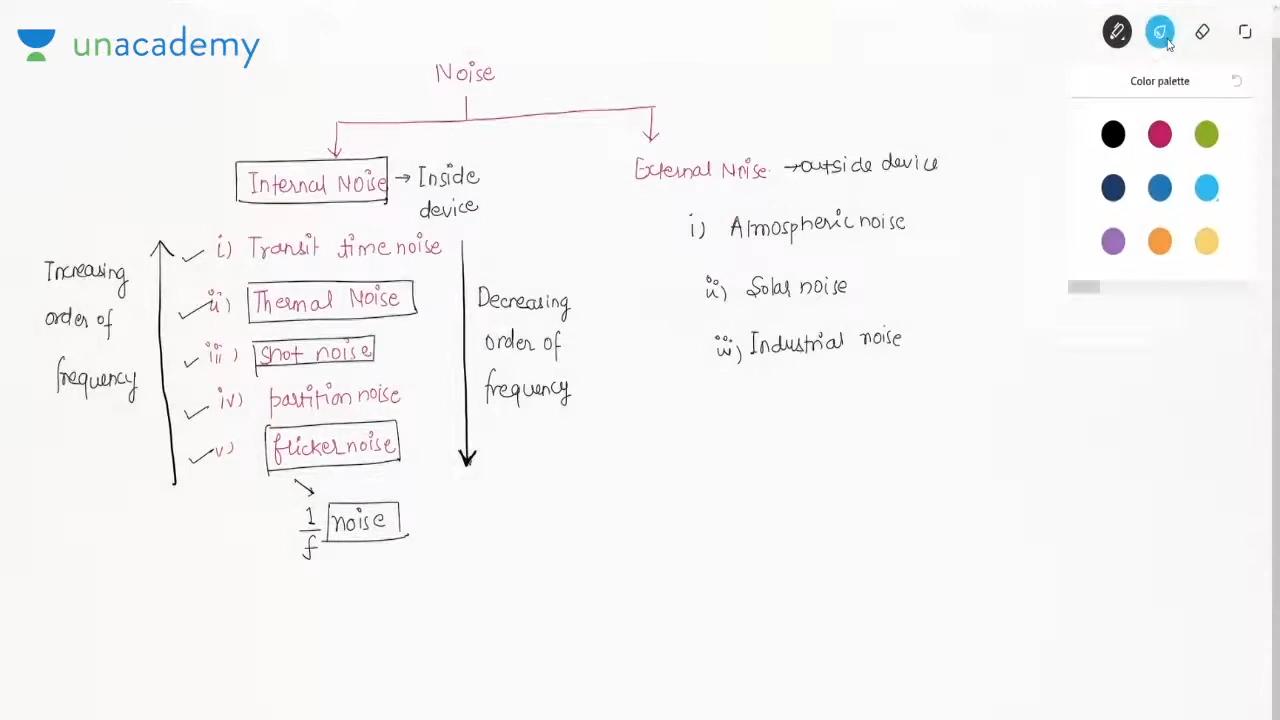 unacademy
Color palette
Noise
Internal Noise → Inside
device
External Noise → outside device
i) Transit time noise
ii) Thermal Noise
iii) Shot noise
iv) partition noise
v) flicker noise
1/f noise
Increasing
order of
frequency
Decreasing
order of
frequency
i) Atmospheric noise
ii) Solar noise
iii) Industrial noise